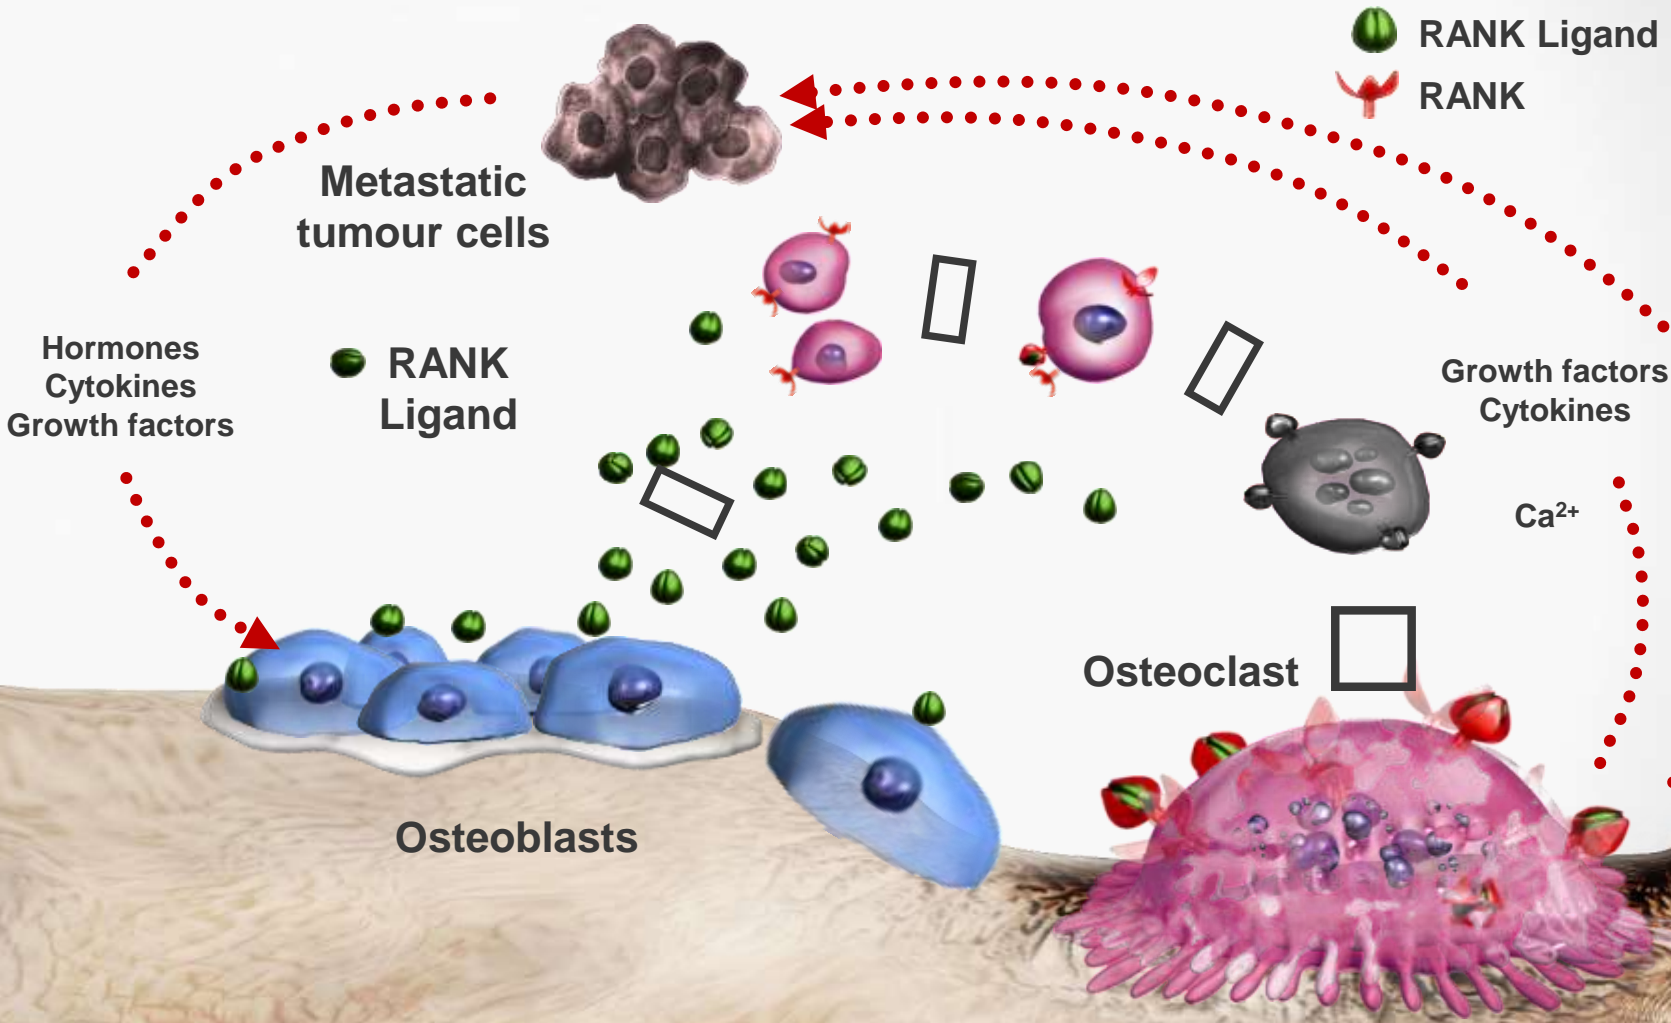 RANK Ligand
RANK
Metastatic
tumour cells
Hormones
Cytokines
Growth factors
RANK
Ligand
Growth factors
Cytokines
Ca²⁺
Osteoclast
Osteoblasts